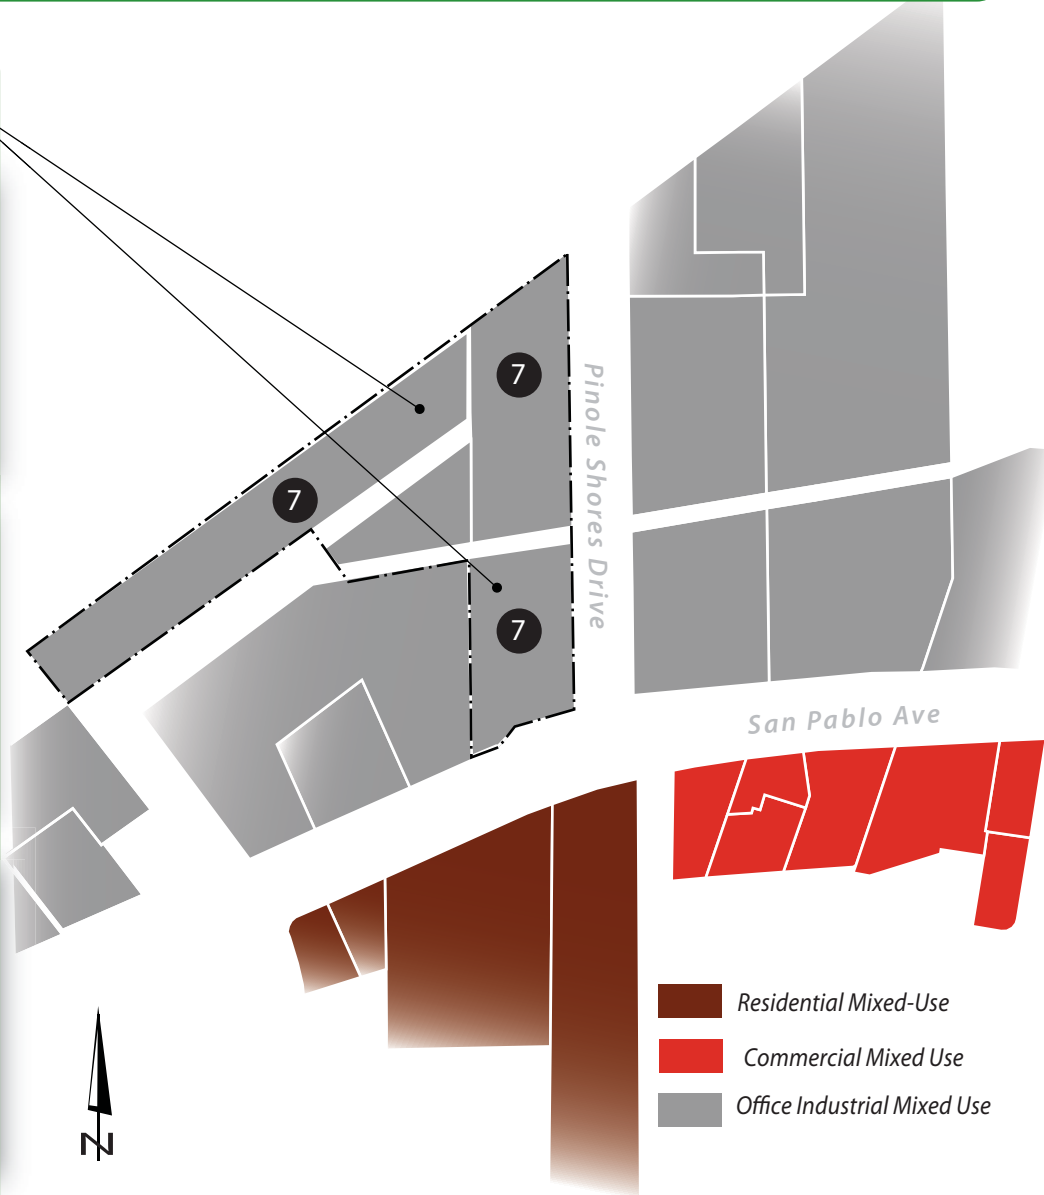 7
Pinole Shores Drive
7
7
San Pablo Ave
Residential Mixed-Use
Commercial Mixed Use
Office Industrial Mixed Use
N